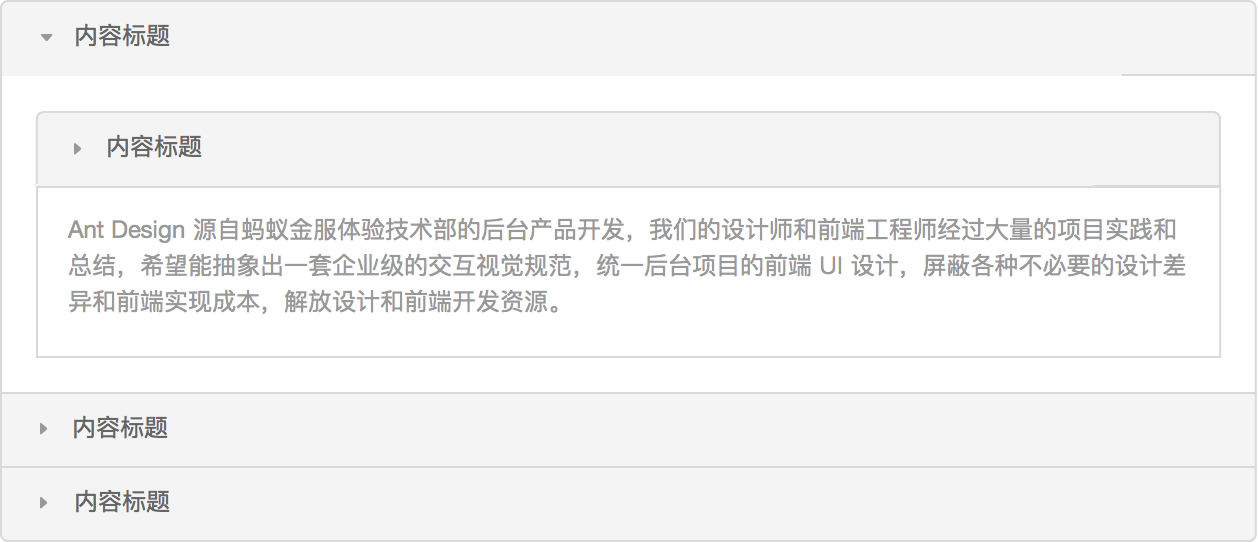 内容标题
内容标题
Ant Design 源自蚂蚁金服体验技术部的后台产品开发，我们的设计师和前端工程师经过大量的项目实践和
总结，希望能抽象出一套企业级的交互视觉规范，统一后台项目的前端 UI 设计，屏蔽各种不必要的设计差
异和前端实现成本，解放设计和前端开发资源。
内容标题
内容标题